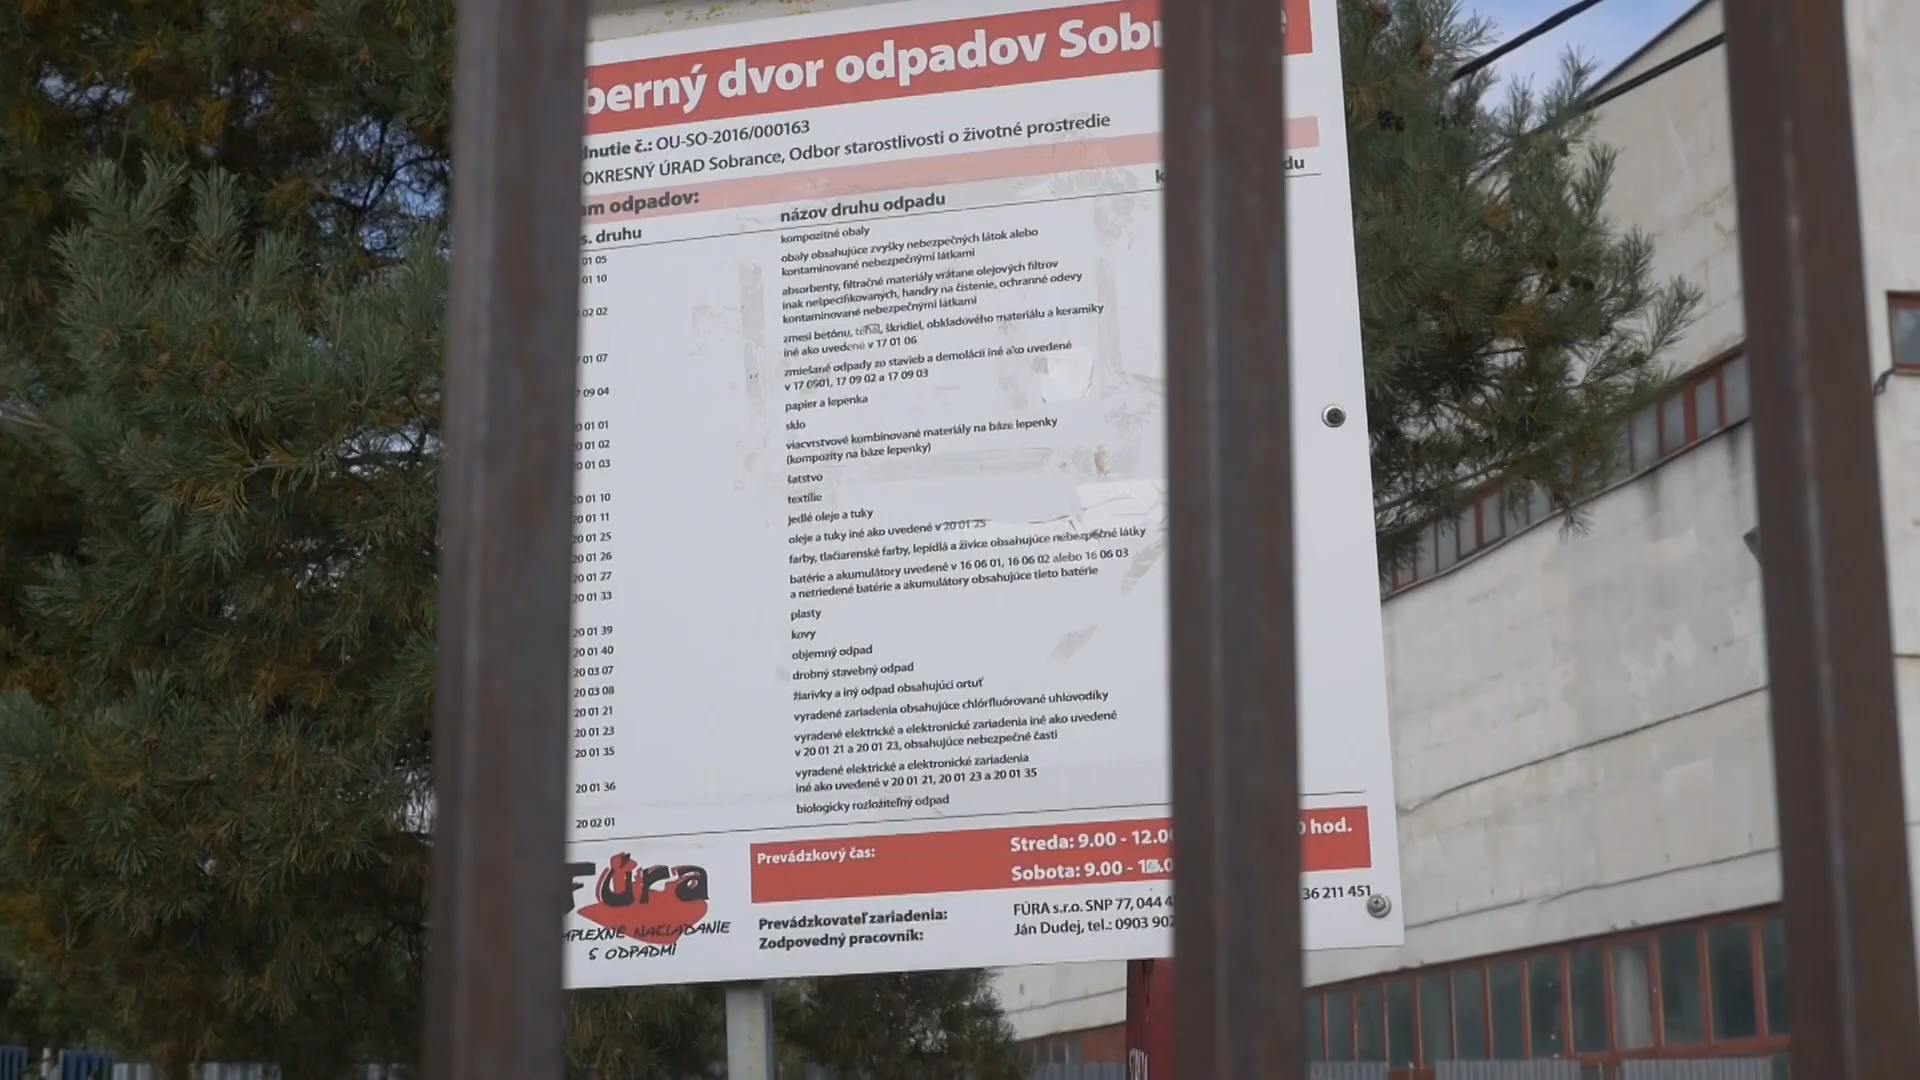 berný dvor odpadov Sob
OU-SO-2016/000163
OKRESNÝ ÚRAD Sobrance, Odbor starostlivosti o životné prostredie
odpadov:
s. druhu názov druhu odpadu
01 05 kompozitné obaly
01 10 obaly obsahujúce zvyšky nebezpečných látok alebo
kontaminované nebezpečnými látkami
02 02 absorbenty, filtračné materiály vrátane olejových filtrov
inak nešpecifikovaných, handry na čistenie, ochranné odevy
kontaminované nebezpečnými látkami
01 07 zmesi betónu, tehál, škridiel, obkladového materiálu a keramiky
iné ako uvedené v 17 01 06
09 04 zmiešané odpady zo stavieb a demolácií iné ako uvedené
v 17 0901, 17 09 02 a 17 09 03
01 01 papier a lepenka
01 02 sklo
01 03 viacvrstvové kombinované materiály na báze lepenky
(kompozity na báze lepenky)
20 01 10 šatstvo
20 01 11 textílie
20 01 25 jedlé oleje a tuky
20 01 26 oleje a tuky iné ako uvedené v 20 01 25
20 01 27 farby, tlačiarenské farby, lepidlá a živice obsahujúce nebezpečné látky
20 01 33 batérie a akumulátory uvedené v 16 06 01, 16 06 02 alebo 16 06 03
a netriedené batérie a akumulátory obsahujúce tieto batérie
20 01 39 plasty
20 01 40 kovy
20 03 07 objemný odpad
20 03 08 drobný stavebný odpad
20 01 21 žiarivky a iný odpad obsahujúci ortuť
20 01 23 vyradené zariadenia obsahujúce chlórfluórované uhlovodíky
20 01 35 vyradené elektrické a elektronické zariadenia iné ako uvedené
v 20 01 21 a 20 01 23, obsahujúce nebezpečné časti
20 01 36 vyradené elektrické a elektronické zariadenia
iné ako uvedené v 20 01 21, 20 01 23 a 20 01 35
20 02 01 biologicky rozložiteľný odpad
Prevádzkový čas: Streda: 9.00 - 12.0 hod.
Sobota: 9.00 -
Fúra
NAKLADANIE
S ODPADMI
Prevádzkovateľ zariadenia: FÚRA s.r.o. SNP 77, 044 4 36 211 451
Zodpovedný pracovník: Ján Dudej, tel.: 0903 902